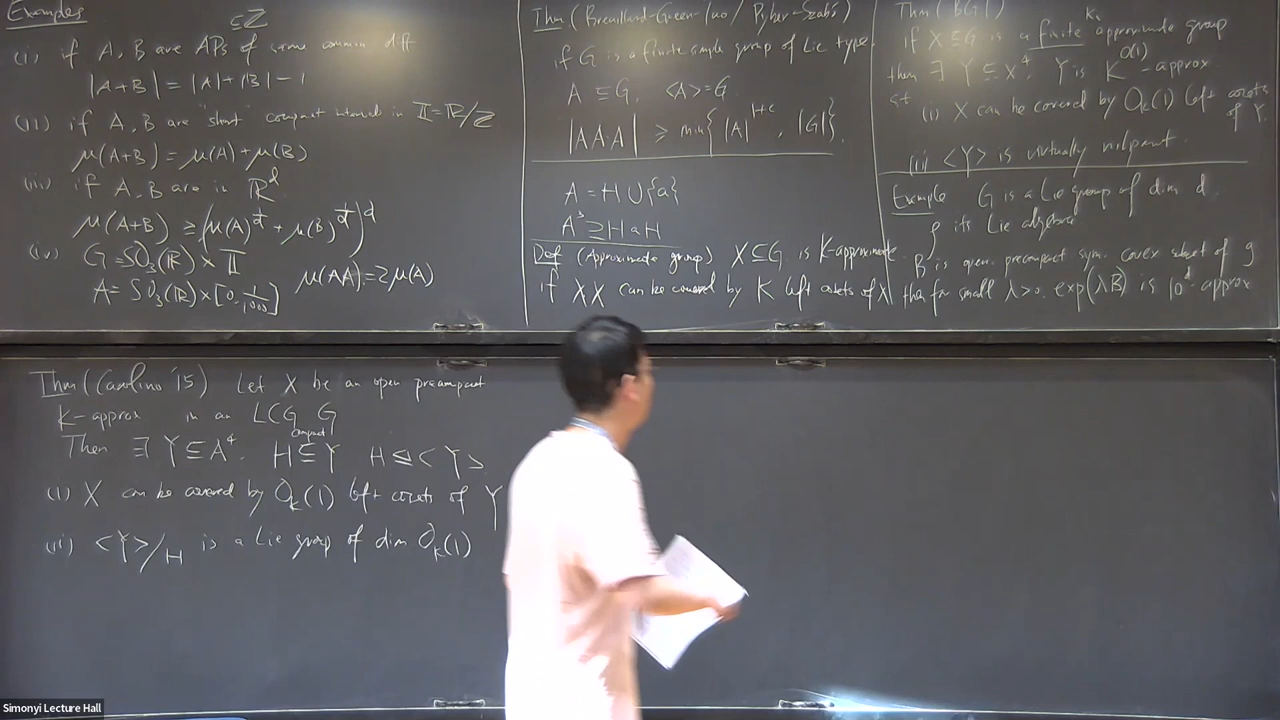 Examples
⊆ Z
(i) if A, B are APs of same common diff
|A+B| = |A|+|B| − 1
(ii) if A, B are "short" compact interval in 𝕋 = ℝ/Z
μ(A+B) = μ(A)+μ(B)
(iii) if A, B are in ℝ^d
μ(A+B) ≥ (μ(A)^{1/d} + μ(B)^{1/d})^d
(iv) G = SO₃(ℝ) × 𝕋
A = SO₃(ℝ) × [0, 1/1000]
μ(AA) = 2μ(A)
Thm (Breuillard-Green-Tao / Pyber-Szabó)
if G is a finite simple group of Lie type
A ⊆ G, <A> = G
|AAA| ≥ min{|A|^{1+ε}, |G|}
A = H ∪ {a}
A³ ⊇ HaH
Def (Approximate group) X ⊆ G is K-approximate
if XX can be covered by K left cosets of X
Thm (BGT)
if X ⊆ G is a finite K- approximate group
then ∃ Y ⊆ X⁴, Y is K^{O(1)}-approx.
st (i) X can be covered by O_K(1) left cosets of Y
(ii) <Y> is virtually nilpotent
Example G is a Lie group of dim d
𝔤 its Lie algebra
B is open precompact sym. covex subset of 𝔤
then for small λ>0, exp(λB) is 10^d-approx
Thm (Carolino '15) Let X be an open precompact
K-approx in an LCG G
Then ∃ Y ⊆ A⁴. compact H ⊆ Y H ⊴ < Y >
(i) X can be covered by O_K(1) left cosets of Y
(ii) <Y>/H is a Lie group of dim O_K(1)
Simonyi Lecture Hall